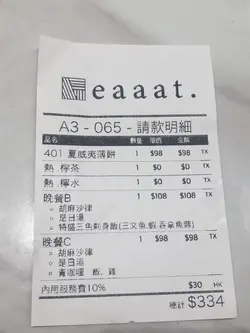 eaaat.
A3 - 065 - 請款明細
品名 數量 單價 金額
401 夏威夷薄餅 1 $98 $98 TX
熱 檸茶 1 $0 $0 TX
熱 檸水 1 $0 $0 TX
晚餐B 1 $108 $108 TX
胡麻沙律
是日湯
特盛三色刺身飯(三文魚,蝦,吞拿魚蓉)
晚餐C 1 $98 $98 TX
胡麻沙律
是日湯
青咖喱 飯, 雞
內用服務費10% $30 HK
總計 $334